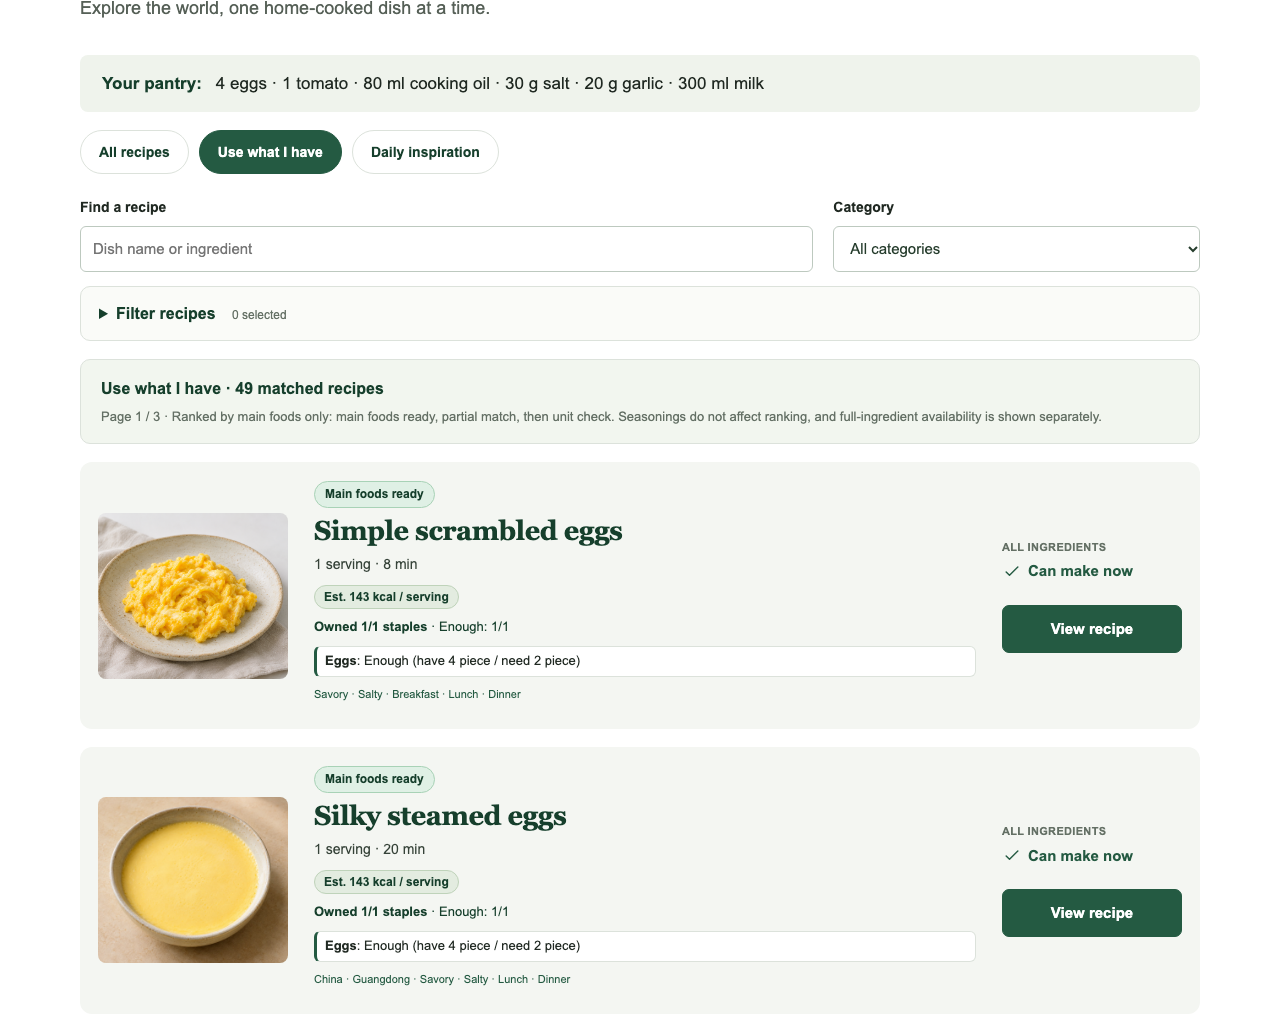 Explore the world, one home-cooked dish at a time.
Your pantry: 4 eggs · 1 tomato · 80 ml cooking oil · 30 g salt · 20 g garlic · 300 ml milk
All recipes
Use what I have
Daily inspiration
Find a recipe
Category
Dish name or ingredient
All categories
Filter recipes 0 selected
Use what I have · 49 matched recipes
Page 1 / 3 · Ranked by main foods only: main foods ready, partial match, then unit check. Seasonings do not affect ranking, and full-ingredient availability is shown separately.
Main foods ready
Simple scrambled eggs
1 serving · 8 min
Est. 143 kcal / serving
Owned 1/1 staples · Enough: 1/1
Eggs: Enough (have 4 piece / need 2 piece)
Savory · Salty · Breakfast · Lunch · Dinner
ALL INGREDIENTS
Can make now
View recipe
Main foods ready
Silky steamed eggs
1 serving · 20 min
Est. 143 kcal / serving
Owned 1/1 staples · Enough: 1/1
Eggs: Enough (have 4 piece / need 2 piece)
China · Guangdong · Savory · Salty · Lunch · Dinner
ALL INGREDIENTS
Can make now
View recipe